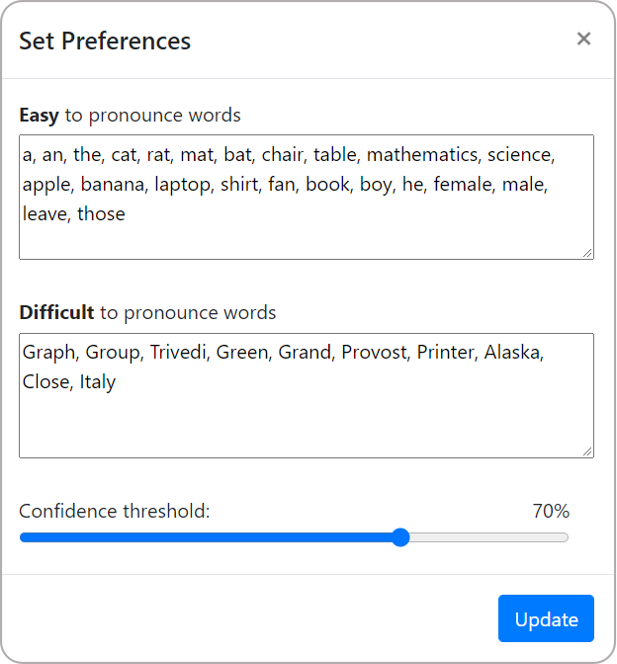 Set Preferences ×
Easy to pronounce words
a, an, the, cat, rat, mat, bat, chair, table, mathematics, science,
apple, banana, laptop, shirt, fan, book, boy, he, female, male,
leave, those
Difficult to pronounce words
Graph, Group, Trivedi, Green, Grand, Provost, Printer, Alaska,
Close, Italy
Confidence threshold: 70%
Update